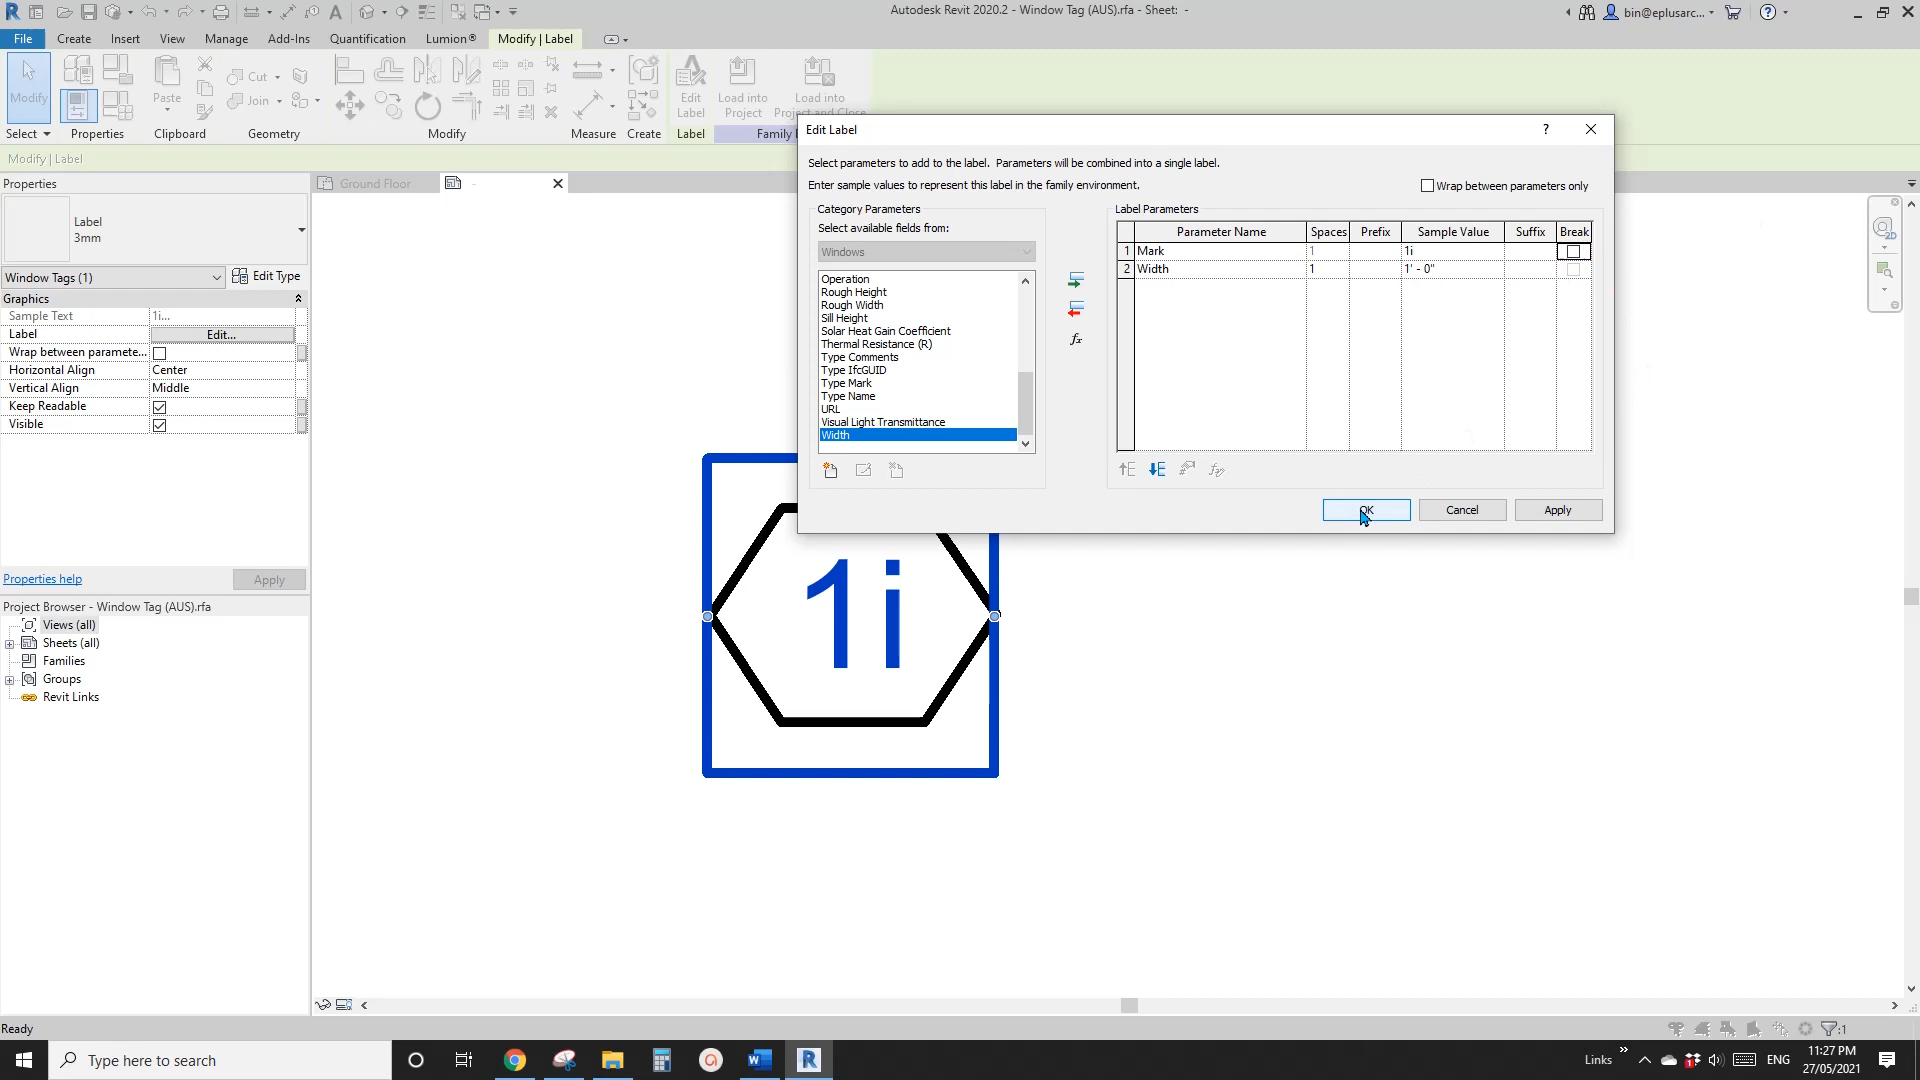 Autodesk Revit 2020.2 - Window Tag (AUS).rfa - Sheet:  -
bin@eplusarc...
File Create Insert View Manage Add-Ins Quantification Lumion® Modify | Label
Modify
Paste
Cut
Join
Edit Label
Load into Project
Load into Project and Close
Select Properties Clipboard Geometry Modify Measure Create Label
Modify | Label
Properties
Ground Floor
-
Label
3mm
Window Tags (1)
Edit Type
Graphics
Sample Text 1i...
Label Edit...
Wrap between paramete...
Horizontal Align Center
Vertical Align Middle
Keep Readable
Visible
Properties help
Apply
Project Browser - Window Tag (AUS).rfa
Views (all)
Sheets (all)
Families
Groups
Revit Links
Edit Label
?
Select parameters to add to the label.  Parameters will be combined into a single label.
Enter sample values to represent this label in the family environment.
Wrap between parameters only
Category Parameters
Select available fields from:
Windows
Operation
Rough Height
Rough Width
Sill Height
Solar Heat Gain Coefficient
Thermal Resistance (R)
Type Comments
Type IfcGUID
Type Mark
Type Name
URL
Visual Light Transmittance
Width
fx
Label Parameters
Parameter Name Spaces Prefix Sample Value Suffix Break
1 Mark 1 1i
2 Width 1 1' - 0"
OK Cancel Apply
1i
Ready
:1
Type here to search
Links
ENG
11:27 PM
27/05/2021